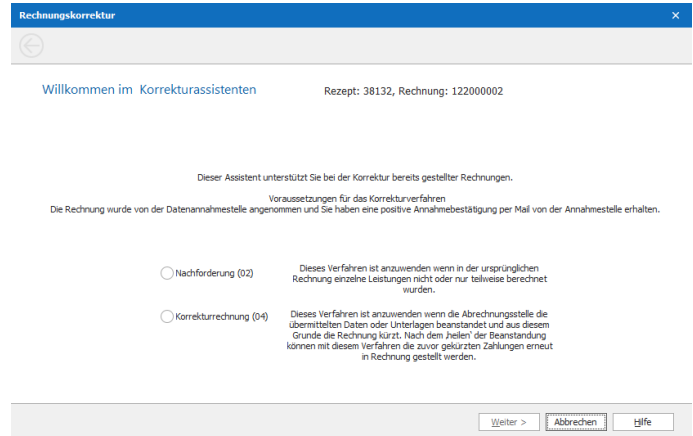 Rechnungskorrektur
Willkommen im Korrekturassistenten
Rezept: 38132, Rechnung: 122000002
Dieser Assistent unterstützt Sie bei der Korrektur bereits gestellter Rechnungen.
Voraussetzungen für das Korrekturverfahren
Die Rechnung wurde von der Datenannahmestelle angenommen und Sie haben eine positive Annahmebestätigung per Mail von der Annahmestelle erhalten.
Nachforderung (02)
Dieses Verfahren ist anzuwenden wenn in der ursprünglichen
Rechnung einzelne Leistungen nicht oder nur teilweise berechnet
wurden.
Korrekturrechnung (04)
Dieses Verfahren ist anzuwenden wenn die Abrechnungsstelle die
übermittelten Daten oder Unterlagen beanstandet und aus diesem
Grunde die Rechnung kürzt. Nach dem ‚heilen‘ der Beanstandung
können mit diesem Verfahren die zuvor gekürzten Zahlungen erneut
in Rechnung gestellt werden.
Weiter >
Abbrechen
Hilfe